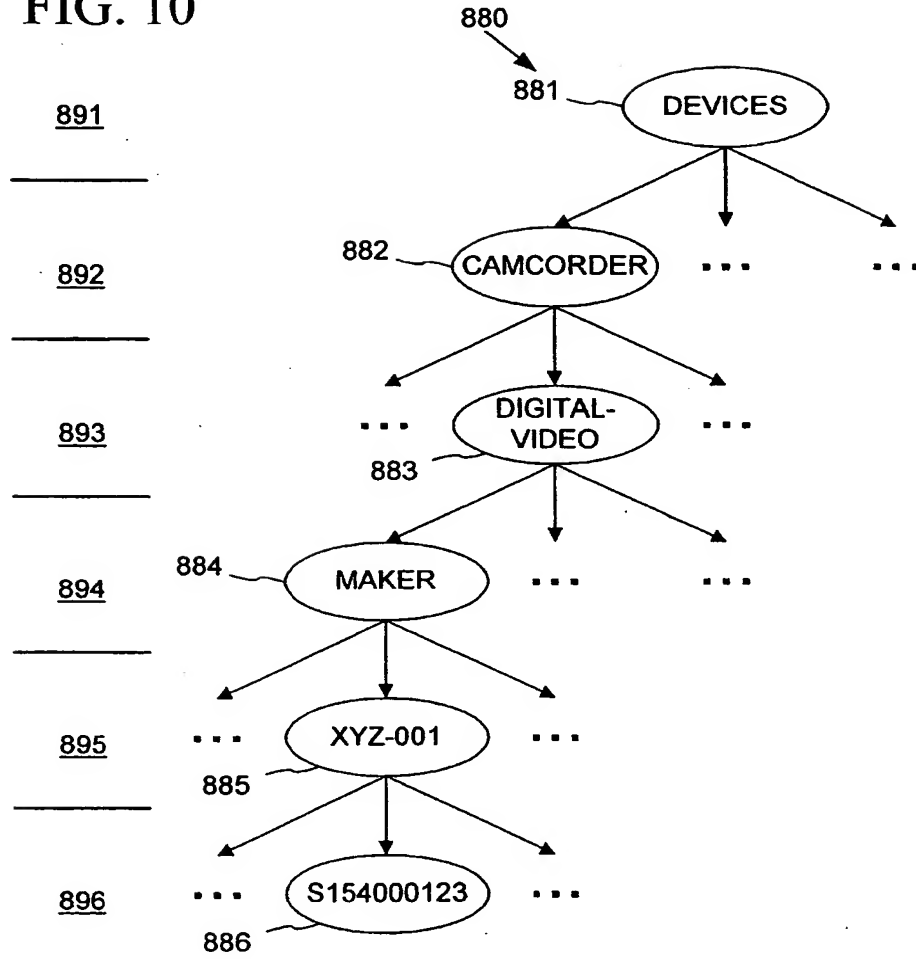 FIG. 10
880
881
DEVICES
891
882
CAMCORDER
... ...
892
...
DIGITAL-
VIDEO
...
893
883
884
MAKER
... ...
894
...
XYZ-001
...
895
885
...
S154000123
...
896
886